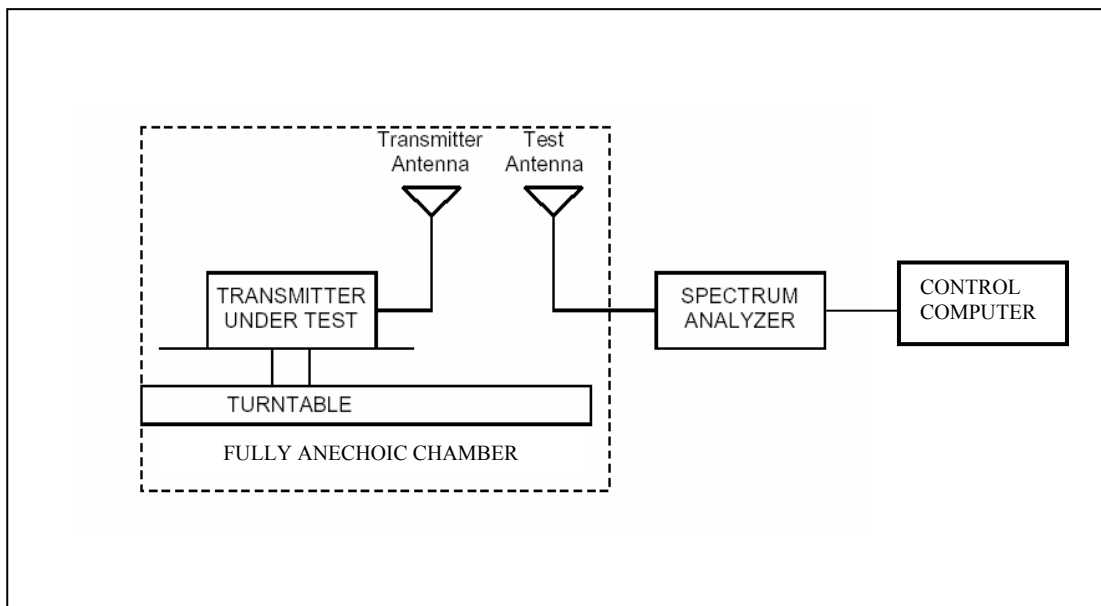 Transmitter
Antenna
Test
Antenna
TRANSMITTER
UNDER TEST
SPECTRUM
ANALYZER
CONTROL
COMPUTER
TURNTABLE
FULLY ANECHOIC CHAMBER